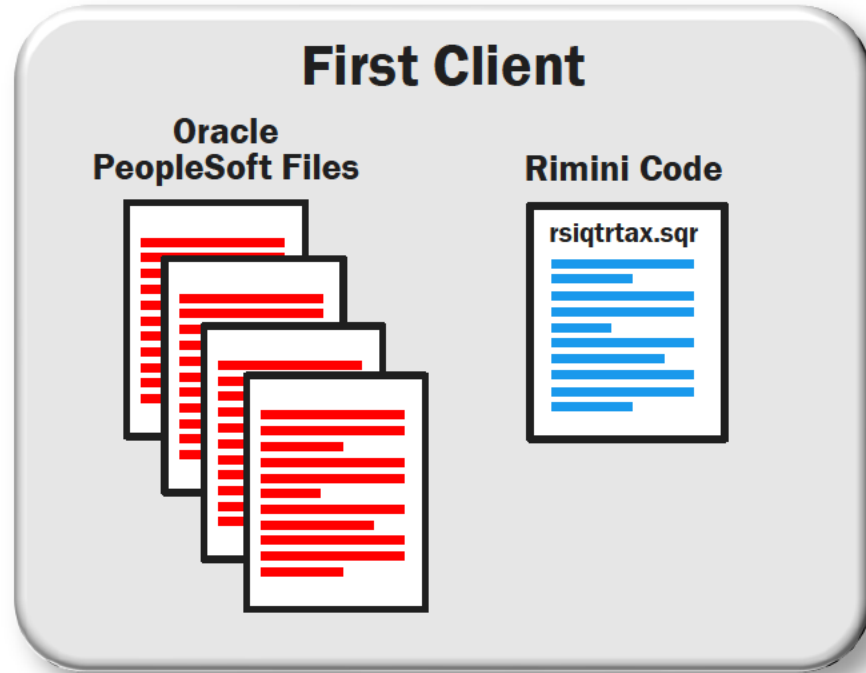 First Client
Oracle
PeopleSoft Files
Rimini Code
rsiqtrtax.sqr